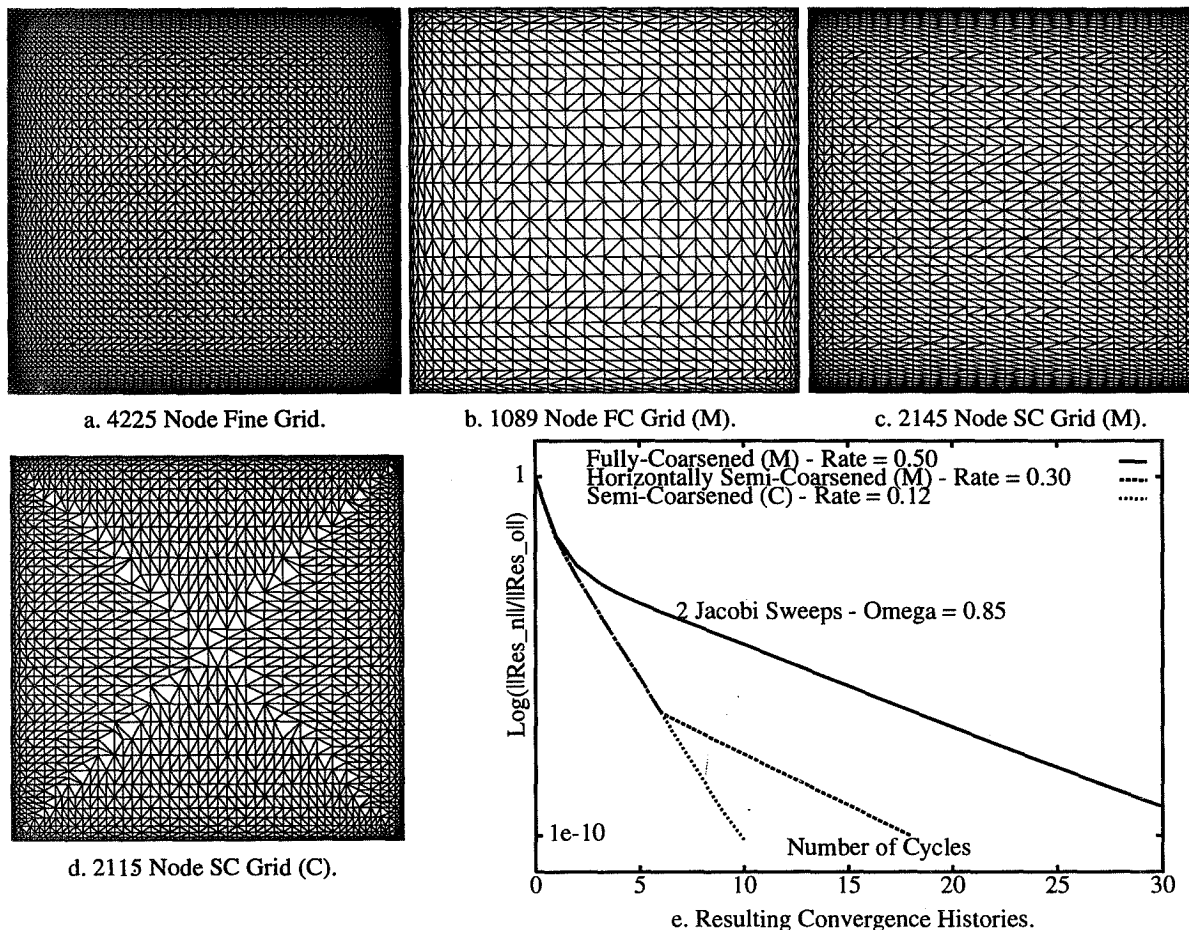 a. 4225 Node Fine Grid.
b. 1089 Node FC Grid (M).
c. 2145 Node SC Grid (M).
d. 2115 Node SC Grid (C).
Log(||Res_n||/||Res_o||)
1
1e-10
Fully-Coarsened (M) - Rate = 0.50
Horizontally Semi-Coarsened (M) - Rate = 0.30
Semi-Coarsened (C) - Rate = 0.12
2 Jacobi Sweeps - Omega = 0.85
Number of Cycles
0 5 10 15 20 25 30
e. Resulting Convergence Histories.